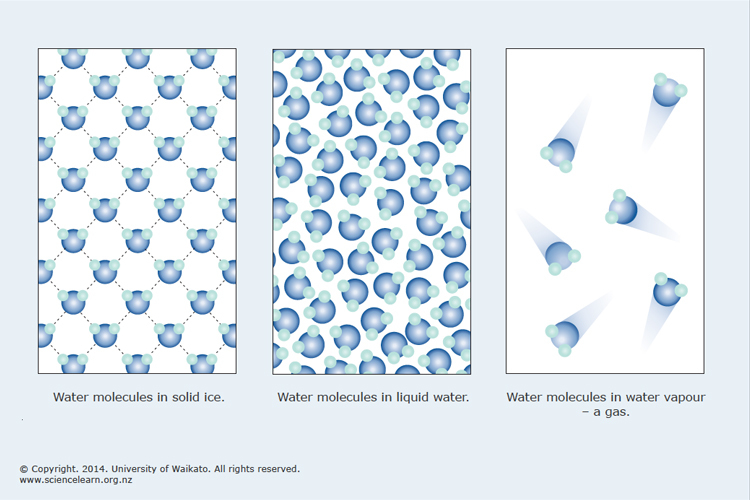 Water molecules in solid ice.
Water molecules in liquid water.
Water molecules in water vapour
– a gas.
© Copyright. 2014. University of Waikato. All rights reserved.
www.sciencelearn.org.nz